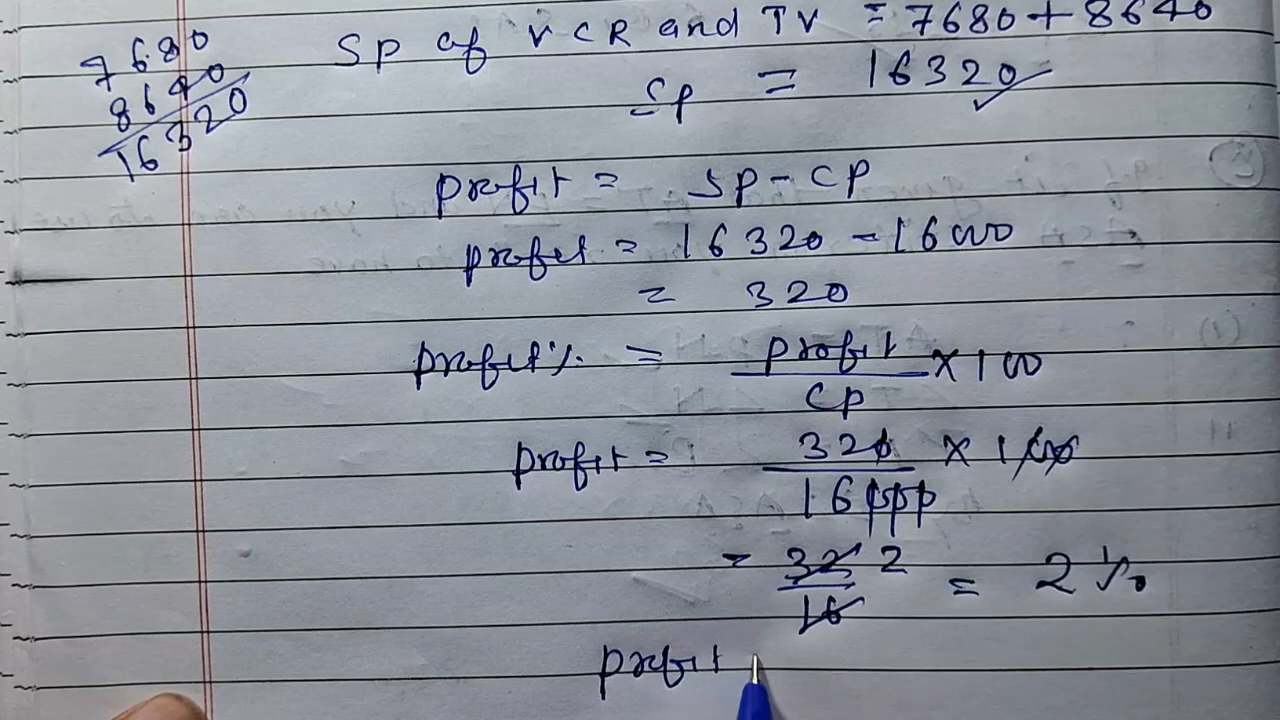 SP of VCR and TV = 7680 + 8640
7680
8640
16320
SP = 16320
profit = SP - CP
profit = 16320 - 16000
= 320
profit% = profit/CP × 100
profit = 320/16000 × 100
= 32/16 2 = 2%
profit